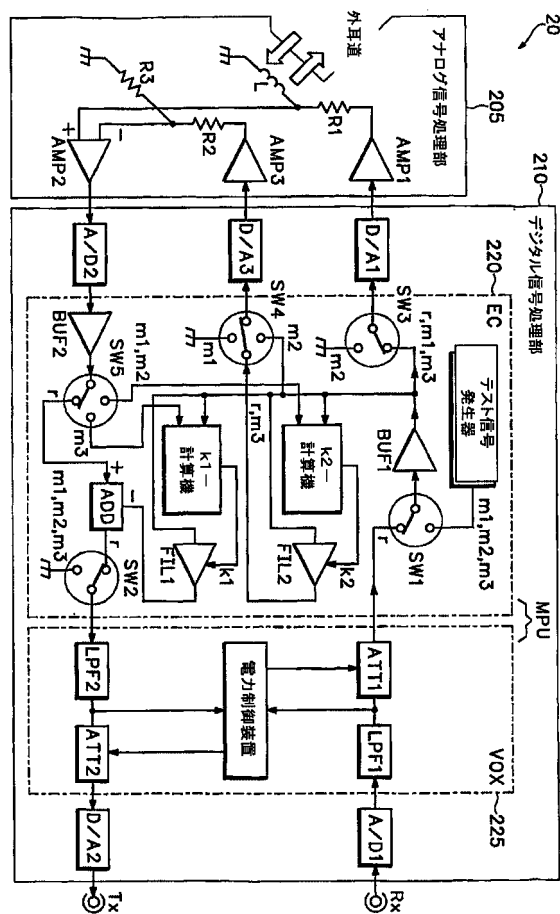 20
アナログ信号処理部
205
外耳道
L
R3
R1
R2
AMP1
AMP3
+
−
AMP2
210
デジタル信号処理部
D/A1
D/A3
A/D2
220
EC
テスト信号
発生器
m1,m2,m3
SW3
r,m1,m3
m2
BUF1
r
SW1
SW4
m2
m1
r,m3
k2−
計算機
k2
FIL2
BUF2
SW5
m1,m2
r
m3
k1−
計算機
k1
FIL1
+
−
ADD
r
m1,m2,m3
SW2
MPU
VOX
225
ATT1
LPF1
電力制御装置
LPF2
ATT2
A/D1
D/A2
Rx
Tx